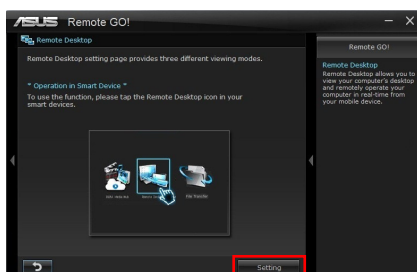 ASUS Remote GO!
Remote Desktop
Remote Desktop setting page provides three different viewing modes.
* Operation in Smart Device *
To use the function, please tap the Remote Desktop icon in your
smart devices.
File Transfer
Setting
Remote GO!
Remote Desktop
Remote Desktop allows you to
view your computer's desktop
and remotely operate your
computer in real-time from
your mobile device.